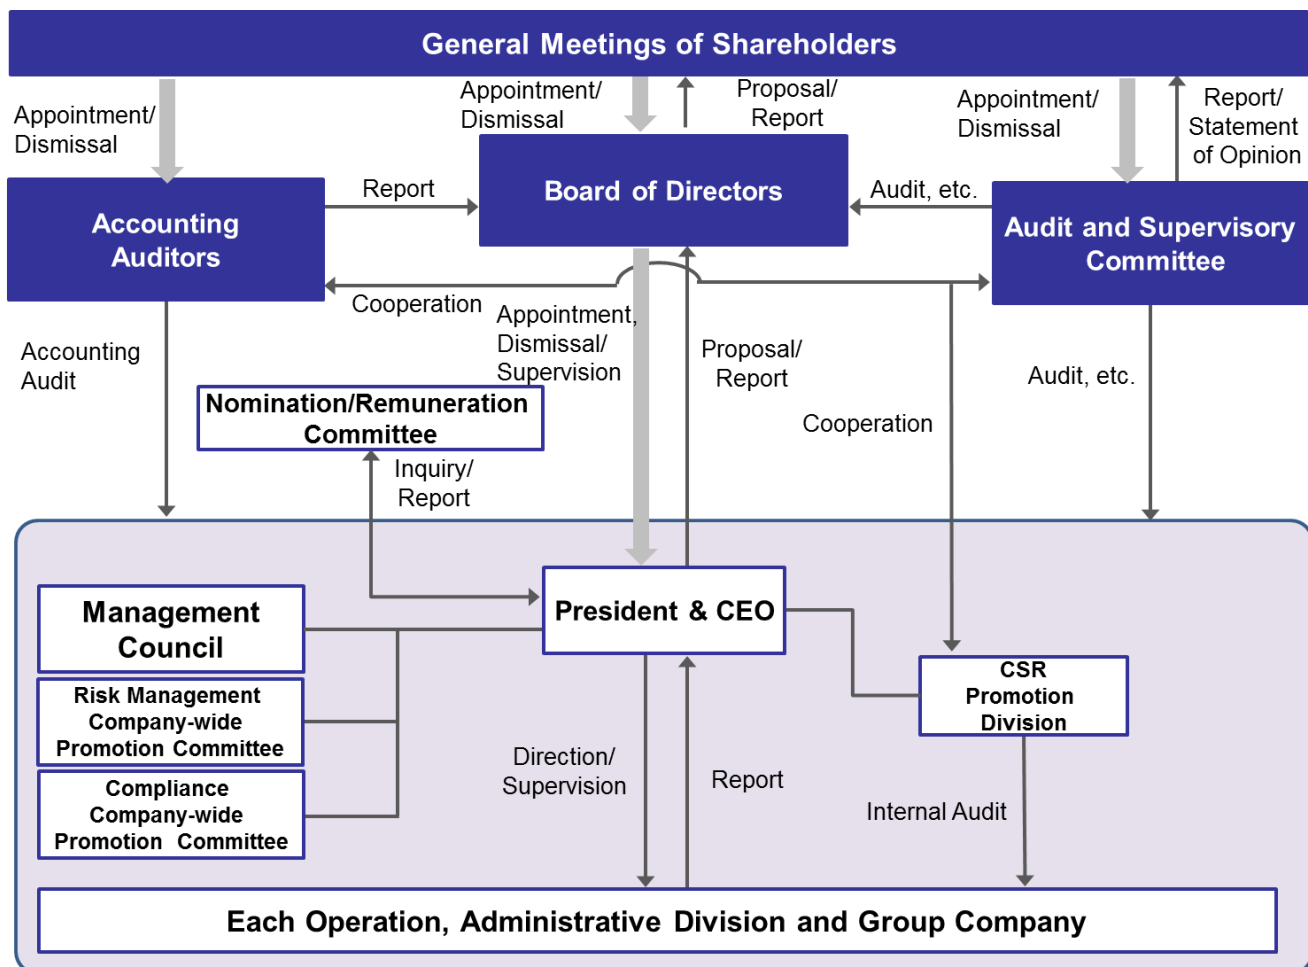 General Meetings of Shareholders
Appointment/
Dismissal
Appointment/
Dismissal
Proposal/
Report
Appointment/
Dismissal
Report/
Statement
of Opinion
Accounting
Auditors
Report
Board of Directors
Audit, etc.
Audit and Supervisory
Committee
Cooperation
Accounting
Audit
Appointment,
Dismissal/
Supervision
Proposal/
Report
Audit, etc.
Nomination/Remuneration
Committee
Cooperation
Inquiry/
Report
Management
Council
President & CEO
Risk Management
Company-wide
Promotion Committee
CSR
Promotion
Division
Compliance
Company-wide
Promotion Committee
Direction/
Supervision
Report
Internal Audit
Each Operation, Administrative Division and Group Company